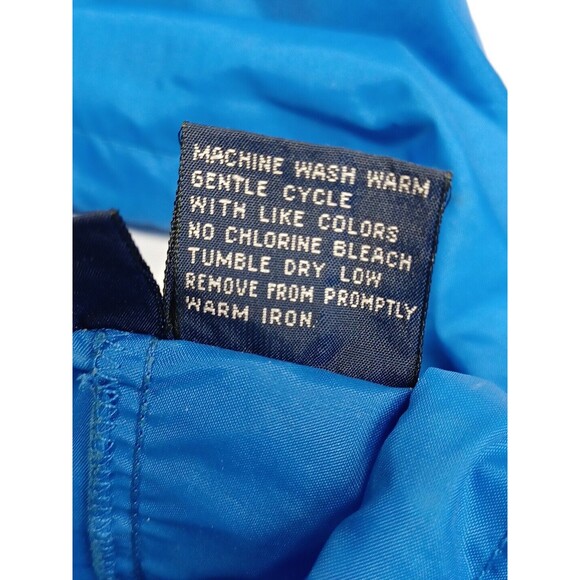 MACHINE WASH WARM
GENTLE CYCLE
WITH LIKE COLORS
NO CHLORINE BLEACH
TUMBLE DRY LOW
REMOVE FROM PROMPTLY
WARM IRON.